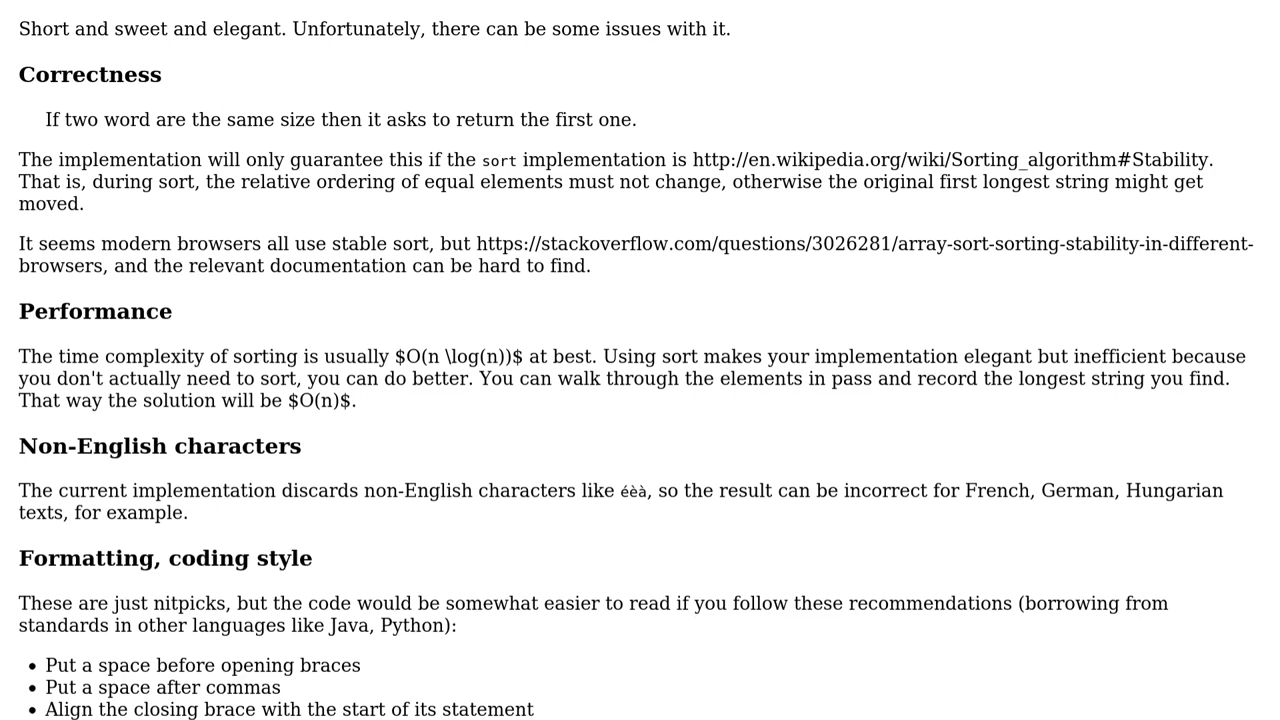 Short and sweet and elegant. Unfortunately, there can be some issues with it.
Correctness
If two word are the same size then it asks to return the first one.
The implementation will only guarantee this if the sort implementation is http://en.wikipedia.org/wiki/Sorting_algorithm#Stability.
That is, during sort, the relative ordering of equal elements must not change, otherwise the original first longest string might get
moved.
It seems modern browsers all use stable sort, but https://stackoverflow.com/questions/3026281/array-sort-sorting-stability-in-different-
browsers, and the relevant documentation can be hard to find.
Performance
The time complexity of sorting is usually $O(n \log(n))$ at best. Using sort makes your implementation elegant but inefficient because
you don't actually need to sort, you can do better. You can walk through the elements in pass and record the longest string you find.
That way the solution will be $O(n)$.
Non-English characters
The current implementation discards non-English characters like éèà, so the result can be incorrect for French, German, Hungarian
texts, for example.
Formatting, coding style
These are just nitpicks, but the code would be somewhat easier to read if you follow these recommendations (borrowing from
standards in other languages like Java, Python):
• Put a space before opening braces
• Put a space after commas
• Align the closing brace with the start of its statement